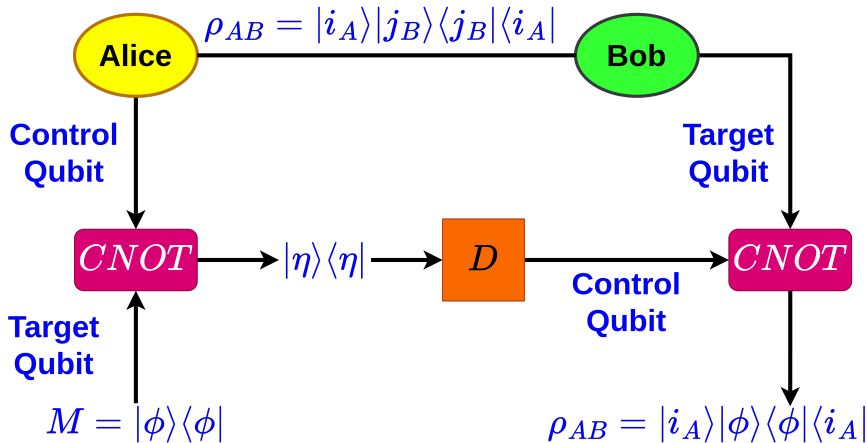 ρ_{AB} = |i_A⟩|j_B⟩⟨j_B|⟨i_A|
Alice
Bob
Control
Qubit
Target
Qubit
CNOT
|η⟩⟨η|
D
CNOT
Control
Qubit
Target
Qubit
M = |ϕ⟩⟨ϕ|
ρ_{AB} = |i_A⟩|ϕ⟩⟨ϕ|⟨i_A|